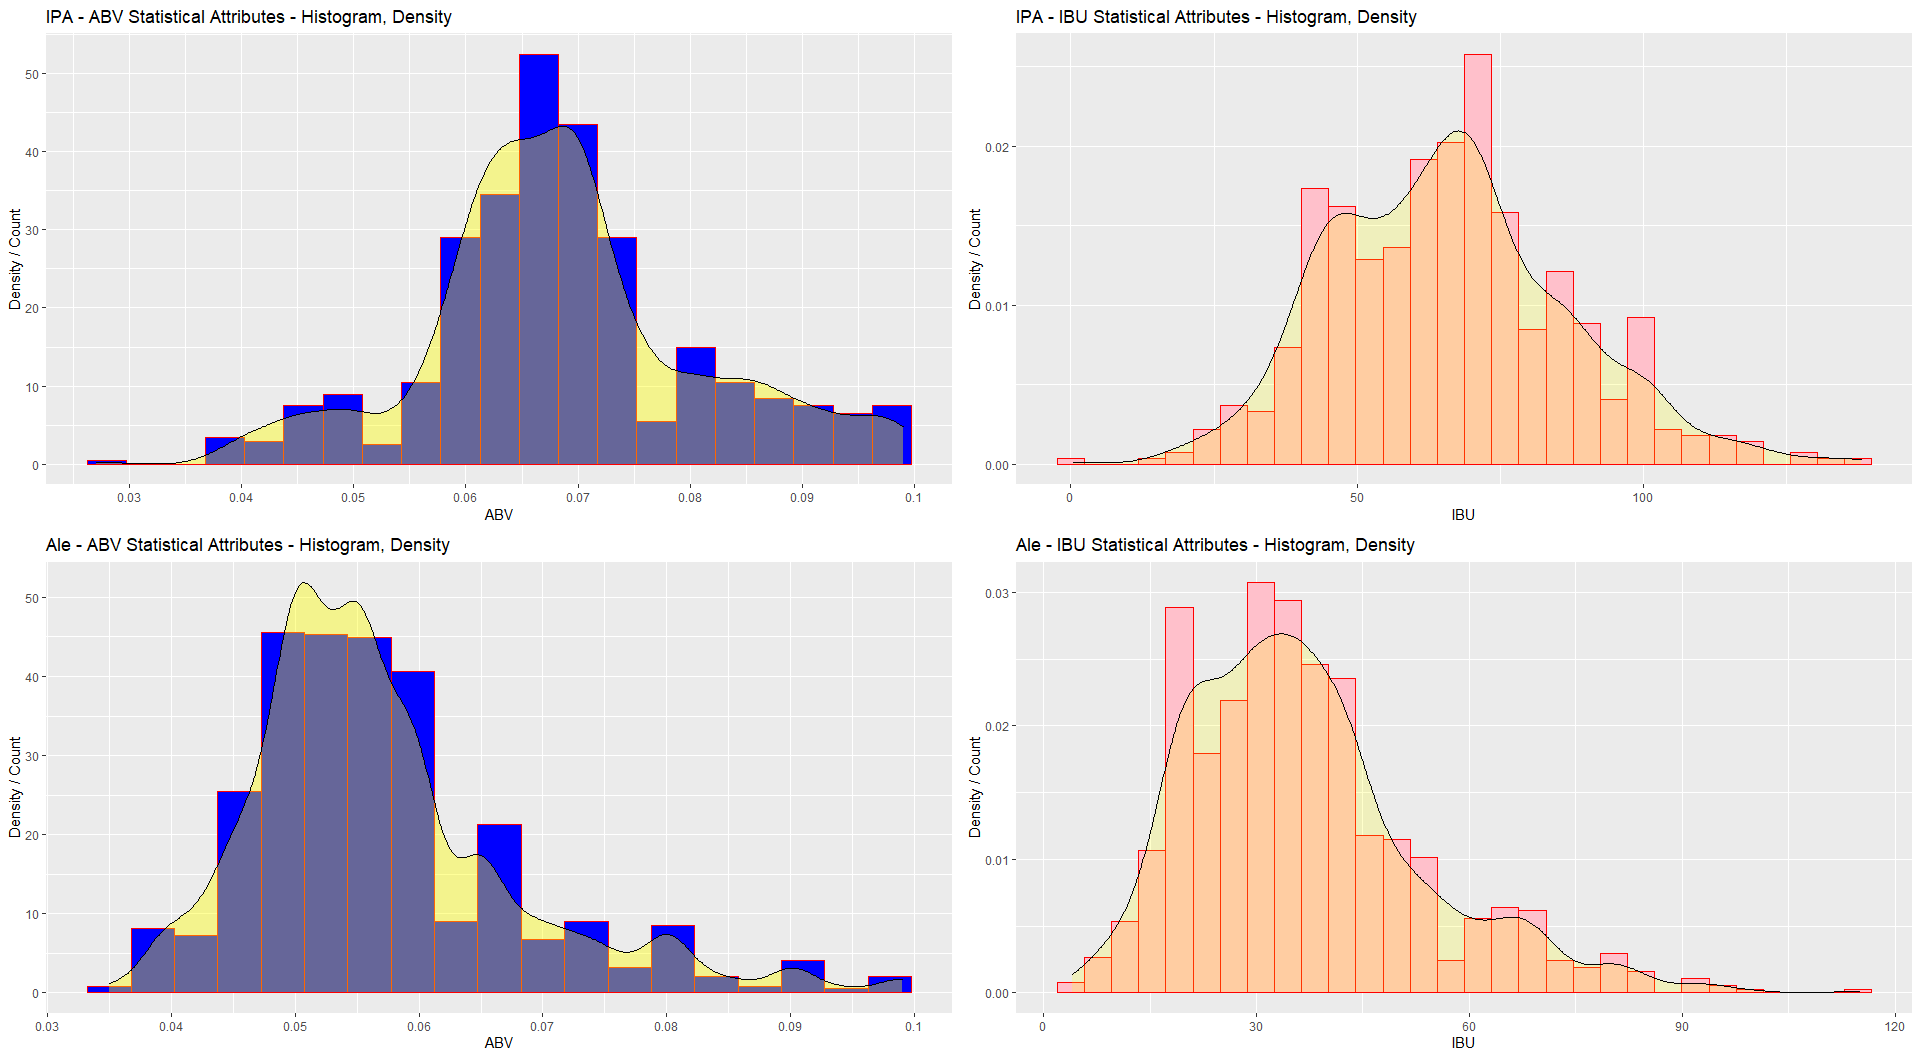 IPA - ABV Statistical Attributes - Histogram, Density
50
40
30
20
10
0
Density / Count
0.03 0.04 0.05 0.06 0.07 0.08 0.09 0.1
ABV
IPA - IBU Statistical Attributes - Histogram, Density
0.02
0.01
0.00
Density / Count
0 50 100
IBU
Ale - ABV Statistical Attributes - Histogram, Density
50
40
30
20
10
0
Density / Count
0.03 0.04 0.05 0.06 0.07 0.08 0.09 0.1
ABV
Ale - IBU Statistical Attributes - Histogram, Density
0.03
0.02
0.01
0.00
Density / Count
0 30 60 90 120
IBU